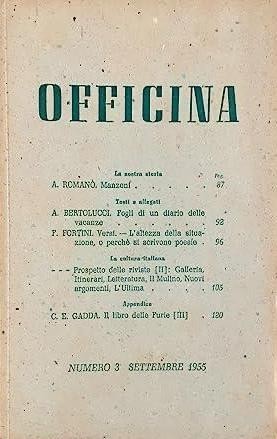 OFFICINA
La nostra storia
Pag.
A. ROMANÒ. Manzoni . . . . . . 87
Testi e allegati
A. BERTOLUCCI. Fogli di un diario delle
vacanze . . . . . . . . 92
F. FORTINI. Versi. — L'altezza della situa-
zione, o perchè si scrivono poesie . 96
La cultura italiana
- - - Prospetto delle riviste [II]: Galleria,
Itinerari, Letteratura, Il Mulino, Nuovi
argomenti, L'Ultima . . . . . 105
Appendice
C. E. GADDA. Il libro delle Furie [III] . 120
NUMERO 3 SETTEMBRE 1955